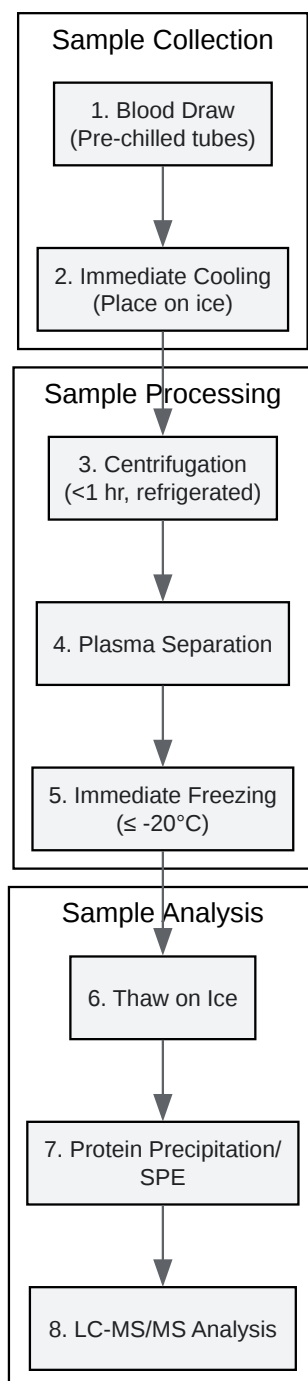 Sample Collection
1. Blood Draw
(Pre-chilled tubes)
2. Immediate Cooling
(Place on ice)
Sample Processing
3. Centrifugation
(<1 hr, refrigerated)
4. Plasma Separation
5. Immediate Freezing
(≤ -20°C)
Sample Analysis
6. Thaw on Ice
7. Protein Precipitation/
SPE
8. LC-MS/MS Analysis